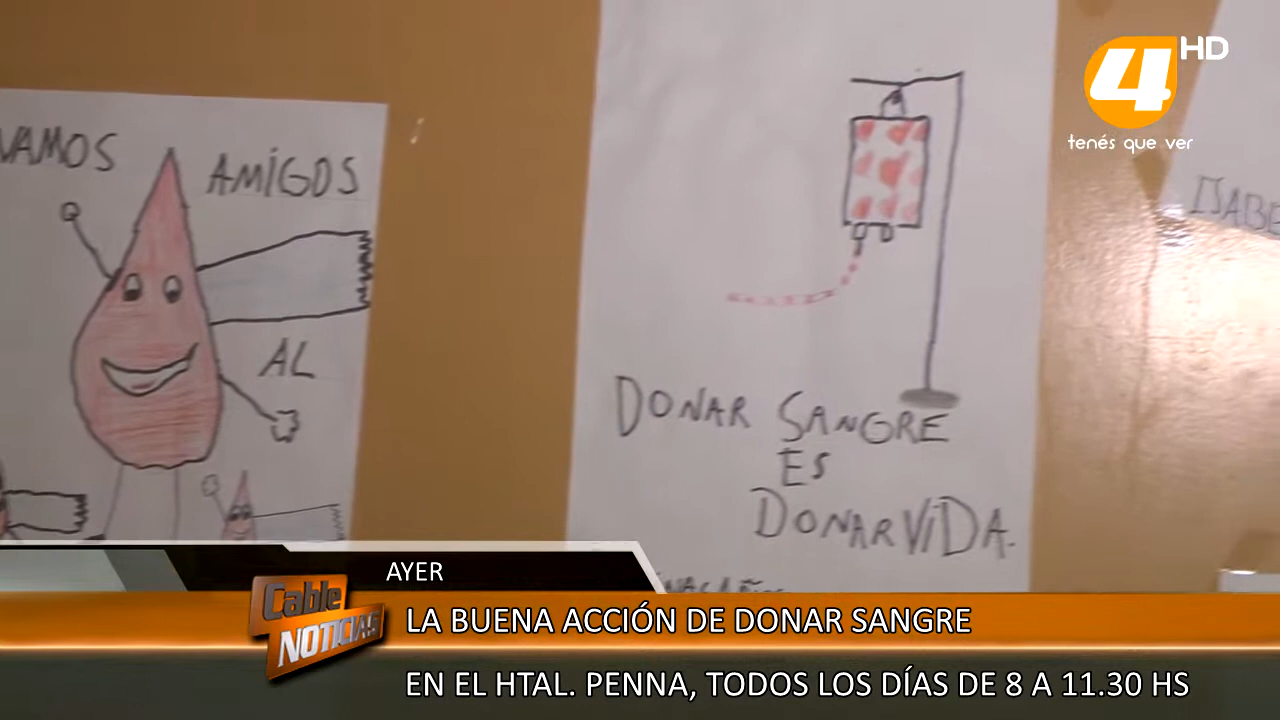 4 HD
tenés que ver
VAMOS AMIGOS
AL
DONAR SANGRE
ES
DONAR VIDA.
AYER
Cable
NOTICIAS
LA BUENA ACCIÓN DE DONAR SANGRE
EN EL HTAL. PENNA, TODOS LOS DÍAS DE 8 A 11.30 HS